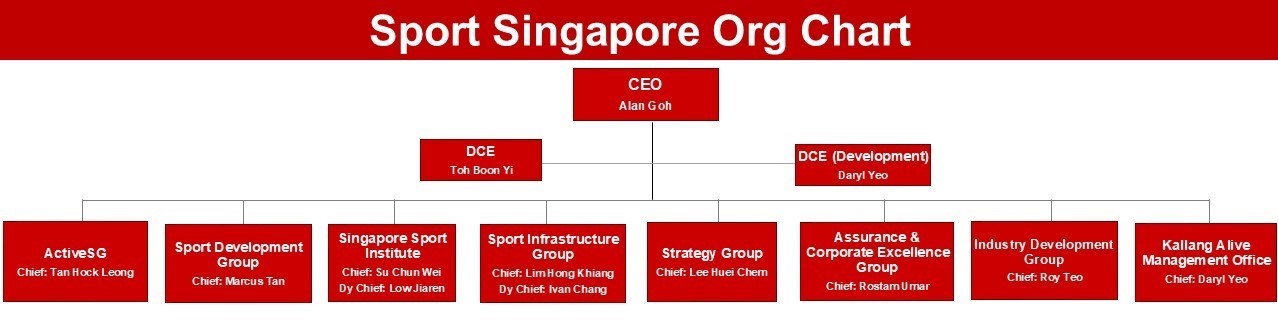 Sport Singapore Org Chart
CEO
Alan Goh
DCE
Toh Boon Yi
DCE (Development)
Daryl Yeo
ActiveSG
Chief: Tan Hock Leong
Sport Development
Group
Chief: Marcus Tan
Singapore Sport
Institute
Chief: Su Chun Wei
Dy Chief: Low Jiaren
Sport Infrastructure
Group
Chief: Lim Hong Khiang
Dy Chief: Ivan Chang
Strategy Group
Chief: Lee Huei Chern
Assurance &
Corporate Excellence
Group
Chief: Rostam Umar
Industry Development
Group
Chief: Roy Teo
Kallang Alive
Management Office
Chief: Daryl Yeo